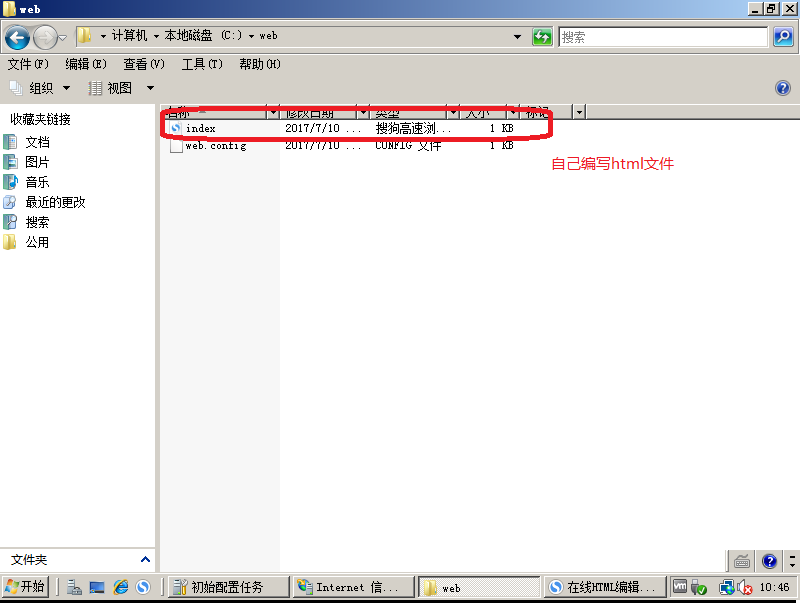 web
计算机 本地磁盘 (C:) web
搜索
文件(F) 编辑(E) 查看(V) 工具(T) 帮助(H)
组织 视图
收藏夹链接
文档
图片
音乐
最近的更改
搜索
公用
名称 修改日期 类型 大小 标记
index 2017/7/10 ... 搜狗高速浏... 1 KB
web.config 2017/7/10 ... CONFIG 文件 1 KB
自己编写html文件
文件夹
开始 初始配置任务 Internet 信... web 在线HTML编辑... vm 10:46